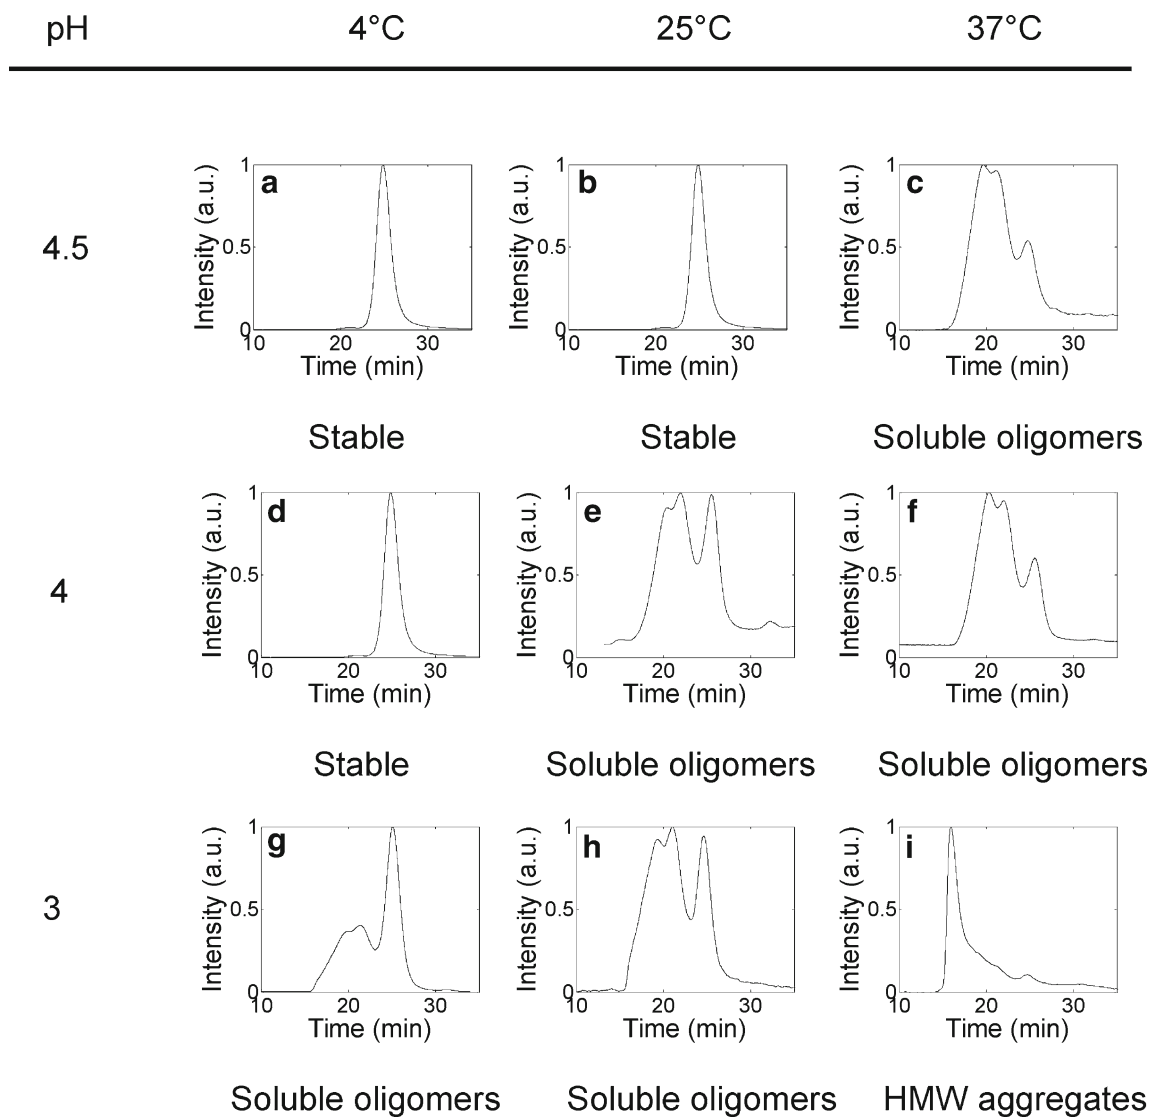 pH 4°C 25°C 37°C
4.5
a
Intensity (a.u.)
1
0.5
0
10 20 30
Time (min)
Stable
b
Intensity (a.u.)
1
0.5
0
10 20 30
Time (min)
Stable
c
Intensity (a.u.)
1
0.5
0
10 20 30
Time (min)
Soluble oligomers
4
d
Intensity (a.u.)
1
0.5
0
10 20 30
Time (min)
Stable
e
Intensity (a.u.)
1
0.5
0
10 20 30
Time (min)
Soluble oligomers
f
Intensity (a.u.)
1
0.5
0
10 20 30
Time (min)
Soluble oligomers
3
g
Intensity (a.u.)
1
0.5
0
10 20 30
Time (min)
Soluble oligomers
h
Intensity (a.u.)
1
0.5
0
10 20 30
Time (min)
Soluble oligomers
i
Intensity (a.u.)
1
0.5
0
10 20 30
Time (min)
HMW aggregates